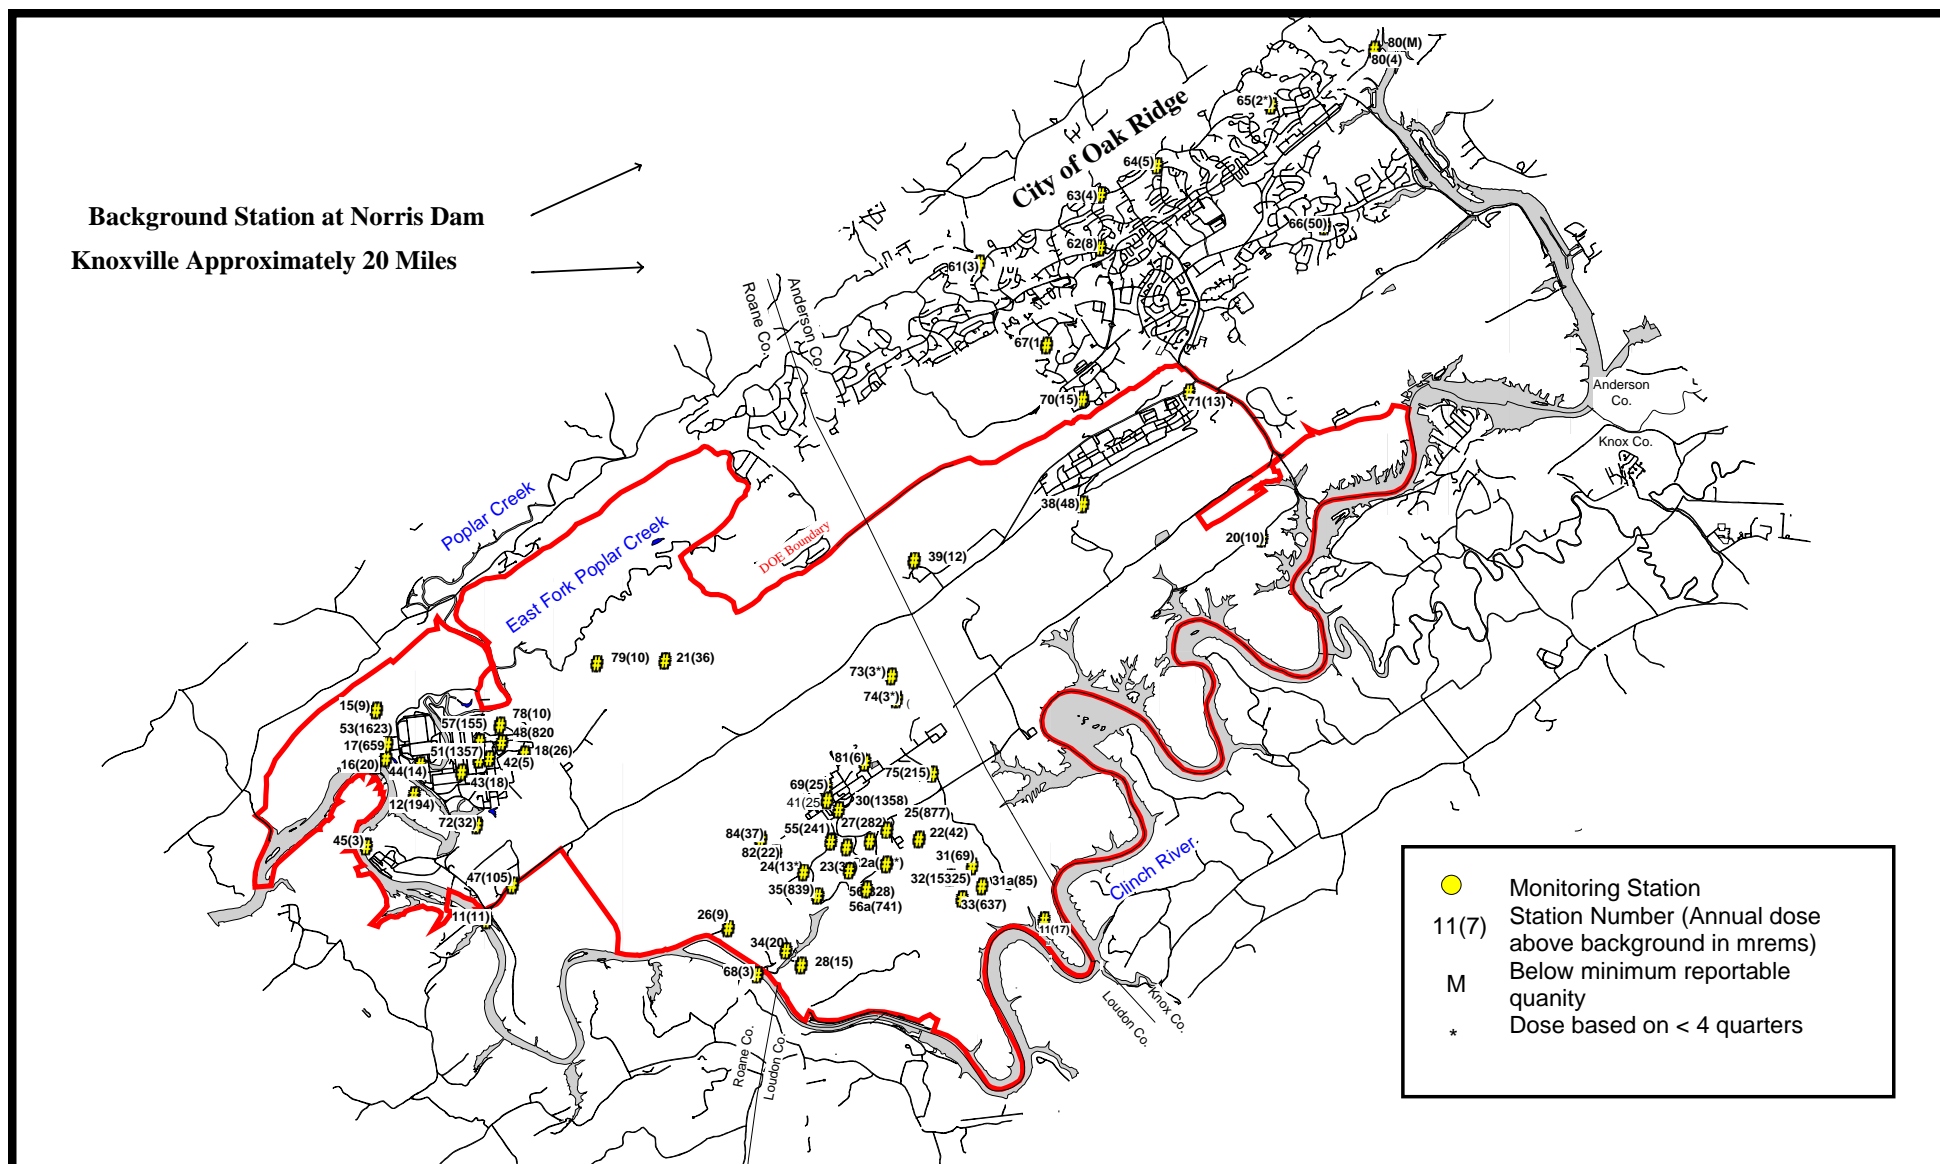 80(M)
80(4)
65(2*)
City of Oak Ridge
64(5)
63(4)
66(50)
62(8)
61(3)
Background Station at Norris Dam
Knoxville Approximately 20 Miles
Anderson Co.
Roane Co.
67(1
70(15)
71(13)
Anderson
Co.
Knox Co.
Poplar Creek
East Fork Poplar Creek
DOE Boundary
38(48)
20(10)
39(12)
79(10)
21(36)
73(3*)
74(3*)
15(9)
53(1623)
57(155)
78(10)
48(820
17(659
51(1357)
18(26)
16(20)
44(14)
42(5)
43(18)
12(194)
72(32)
45(3)
47(105)
11(11)
81(6)
75(215)
69(25)
41(25
30(1358)
25(877)
27(282)
55(241)
22(42)
84(37)
82(22)
24(13*)
23(3
31(69)
32(15325)
31a(85)
33(637)
35(839)
56a(741)
26(9)
34(20)
28(15)
68(3)
11(17)
Clinch River.
Loudon Co.
Knox Co.
Roane Co.
Loudon Co.
Monitoring Station
11(7) Station Number (Annual dose
above background in mrems)
M Below minimum reportable
quanity
* Dose based on < 4 quarters